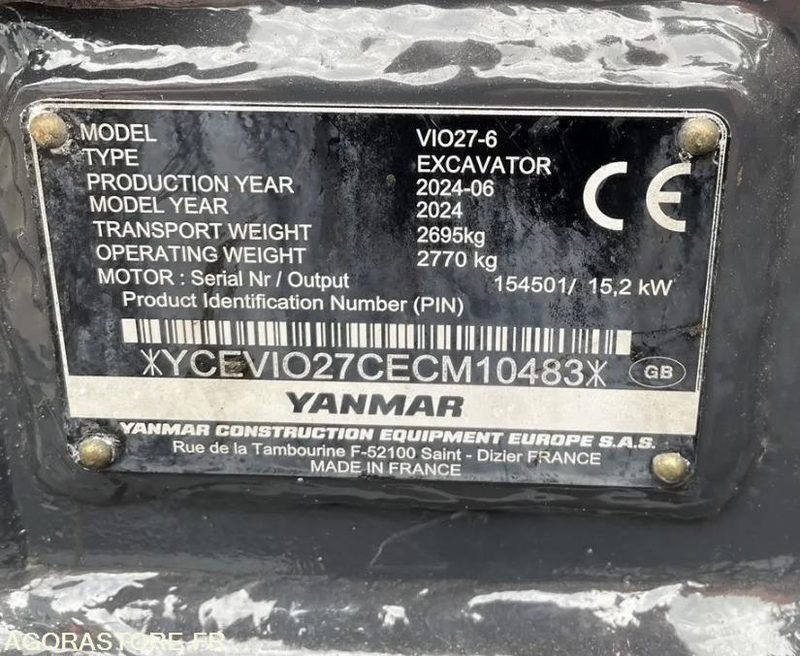 MODEL VIO27-6
TYPE EXCAVATOR
PRODUCTION YEAR 2024-06
MODEL YEAR 2024
TRANSPORT WEIGHT 2695kg
OPERATING WEIGHT 2770 kg
MOTOR : Serial Nr / Output 154501/ 15,2 kW
Product Identification Number (PIN)
CE
*YCEVIO27CECM10483*
GB
YANMAR
YANMAR CONSTRUCTION EQUIPMENT EUROPE S.A.S.
Rue de la Tambourine F-52100 Saint - Dizier FRANCE
MADE IN FRANCE
AGORASTORE.FR